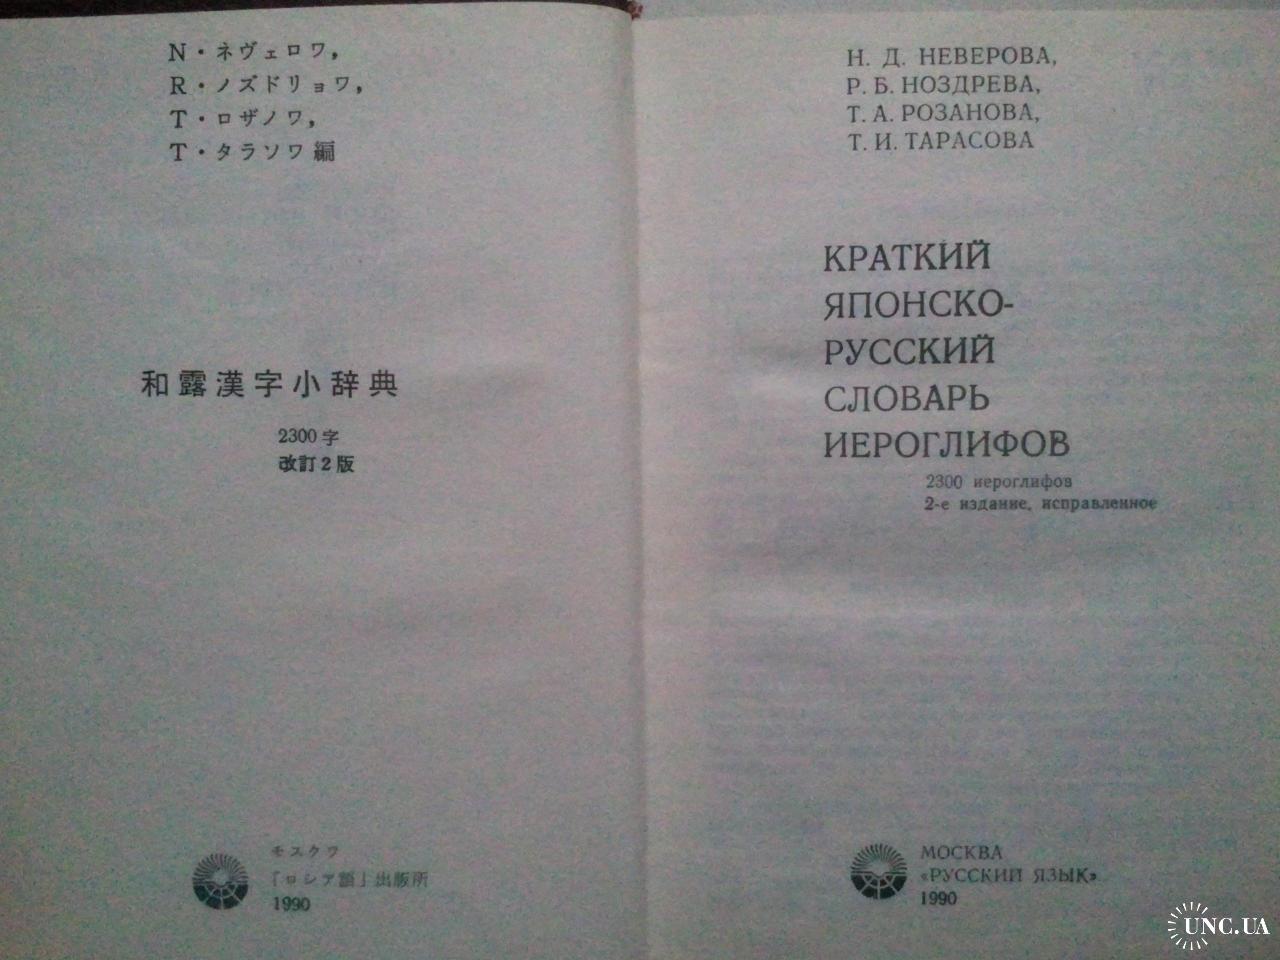 N・ネヴェロワ,
R・ノズドリョワ,
T・ロザノワ,
T・タラソワ編
和露漢字小辞典
2300字
改訂2版
モスクワ
「ロシア語」出版所
1990
Н. Д. НЕВЕРОВА,
Р. Б. НОЗДРЕВА,
Т. А. РОЗАНОВА,
Т. И. ТАРАСОВА
КРАТКИЙ
ЯПОНСКО-
РУССКИЙ
СЛОВАРЬ
ИЕРОГЛИФОВ
2300 иероглифов
2-е издание, исправленное
МОСКВА
«РУССКИЙ ЯЗЫК»
1990
UNC.UA